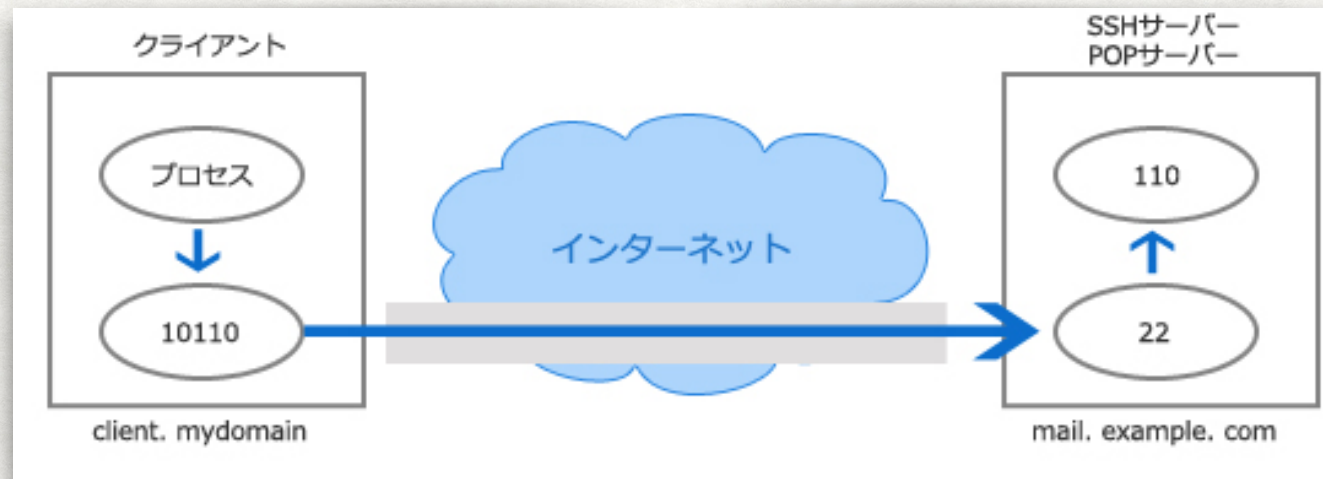 クライアント
プロセス
10110
client. mydomain
インターネット
SSHサーバー
POPサーバー
110
22
mail. example. com